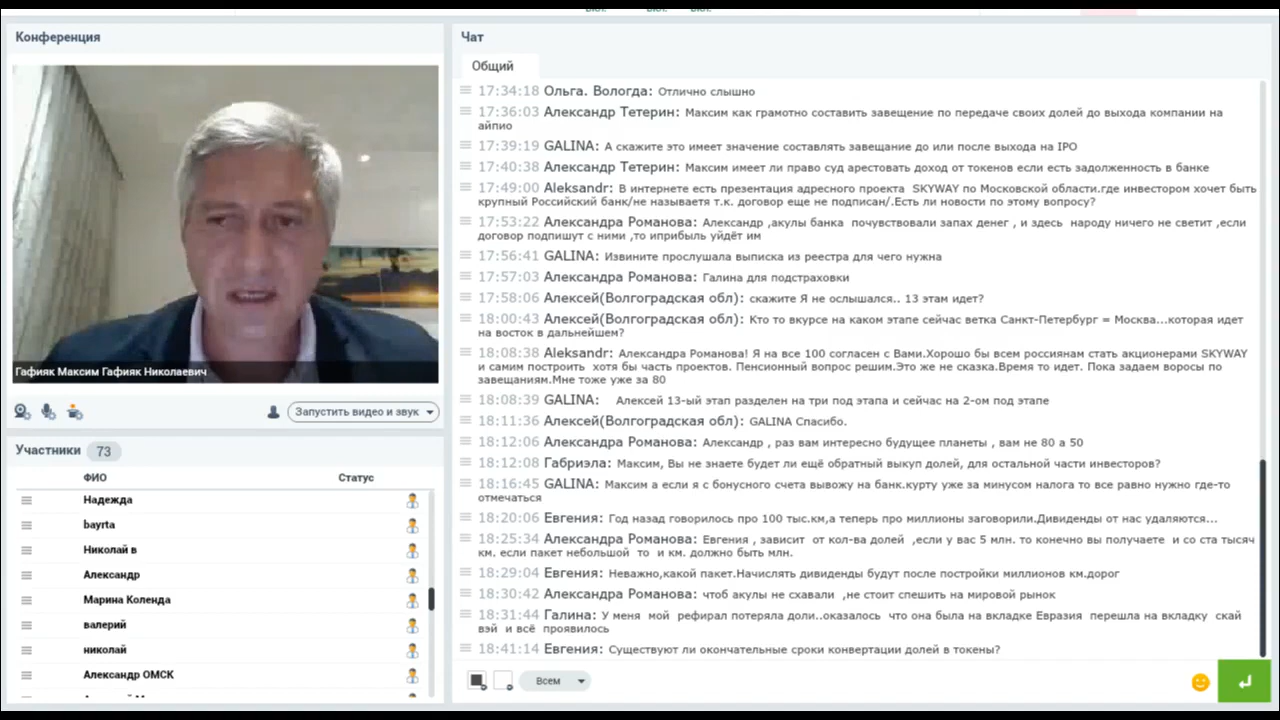 Конференция
Гафияк Максим Гафияк Николаевич
Запустить видео и звук
Участники 73
ФИО Статус
Надежда
bayrta
Николай в
Александр
Марина Коленда
валерий
николай
Александр ОМСК
Чат
Общий
17:34:18 Ольга. Вологда: Отлично слышно
17:36:03 Александр Тетерин: Максим как грамотно составить завещение по передаче своих долей до выхода компании на
айпио
17:39:19 GALINA: А скажите это имеет значение составлять завещание до или после выхода на IPO
17:40:38 Александр Тетерин: Максим имеет ли право суд арестовать доход от токенов если есть задолженность в банке
17:49:00 Aleksandr: В интернете есть презентация адресного проекта SKYWAY по Московской области.где инвестором хочет быть
крупный Российский банк/не называетя т.к. договор еще не подписан/.Есть ли новости по этому вопросу?
17:53:22 Александра Романова: Александр ,акулы банка почувствовали запах денег , и здесь народу ничего не светит ,если
договор подпишут с ними ,то иприбыль уйдёт им
17:56:41 GALINA: Извините прослушала выписка из реестра для чего нужна
17:57:03 Александра Романова: Галина для подстраховки
17:58:06 Алексей(Волгоградская обл): скажите Я не ослышался.. 13 этам идет?
18:00:43 Алексей(Волгоградская обл): Кто то вкурсе на каком этапе сейчас ветка Санкт-Петербург = Москва...которая идет
на восток в дальнейшем?
18:08:38 Aleksandr: Александра Романова! Я на все 100 согласен с Вами.Хорошо бы всем россиянам стать акционерами SKYWAY
и самим построить хотя бы часть проектов. Пенсионный вопрос решим.Это же не сказка.Время то идет. Пока задаем воросы по
завещаниям.Мне тоже уже за 80
18:08:39 GALINA: Алексей 13-ый этап разделен на три под этапа и сейчас на 2-ом под этапе
18:11:36 Алексей(Волгоградская обл): GALINA Спасибо.
18:12:06 Александра Романова: Александр , раз вам интересно будущее планеты , вам не 80 а 50
18:12:08 Габриэла: Максим, Вы не знаете будет ли ещё обратный выкуп долей, для остальной части инвесторов?
18:16:45 GALINA: Максим а если я с бонусного счета вывожу на банк.курту уже за минусом налога то все равно нужно где-то
отмечаться
18:20:06 Евгения: Год назад говорилось про 100 тыс.км,а теперь про миллионы заговорили.Дивиденды от нас удаляются...
18:25:34 Александра Романова: Евгения , зависит от кол-ва долей ,если у вас 5 млн. то конечно вы получаете и со ста тысяч
км. если пакет небольшой то и км. должно быть млн.
18:29:04 Евгения: Неважно,какой пакет.Начислять дивиденды будут после постройки миллионов км.дорог
18:30:42 Александра Романова: чтоб акулы не схавали ,не стоит спешить на мировой рынок
18:31:44 Галина: У меня мой рефирал потеряла доли..оказалось что она была на вкладке Евразия перешла на вкладку скай
вэй и всё проявилось
18:41:14 Евгения: Существуют ли окончательные сроки конвертации долей в токены?
Всем